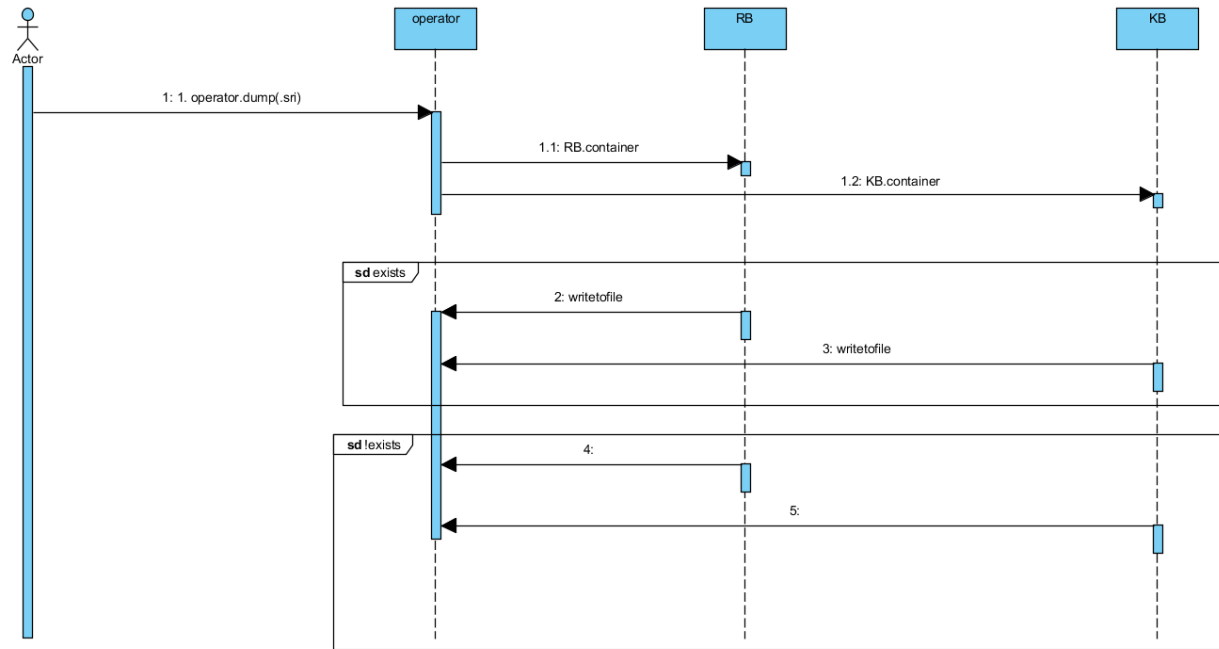 operator
RB
KB
Actor
1: 1. operator.dump(.sri)
1.1: RB.container
1.2: KB.container
sd exists
2: writetofile
3: writetofile
sd !exists
4:
5: